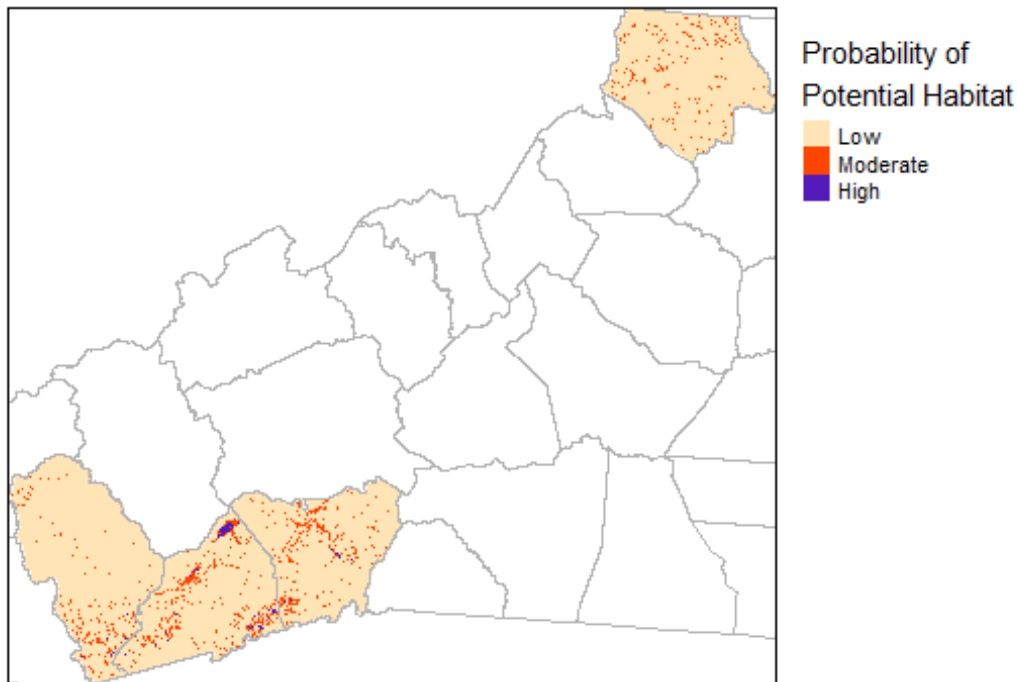 Probability of
Potential Habitat
Low
Moderate
High